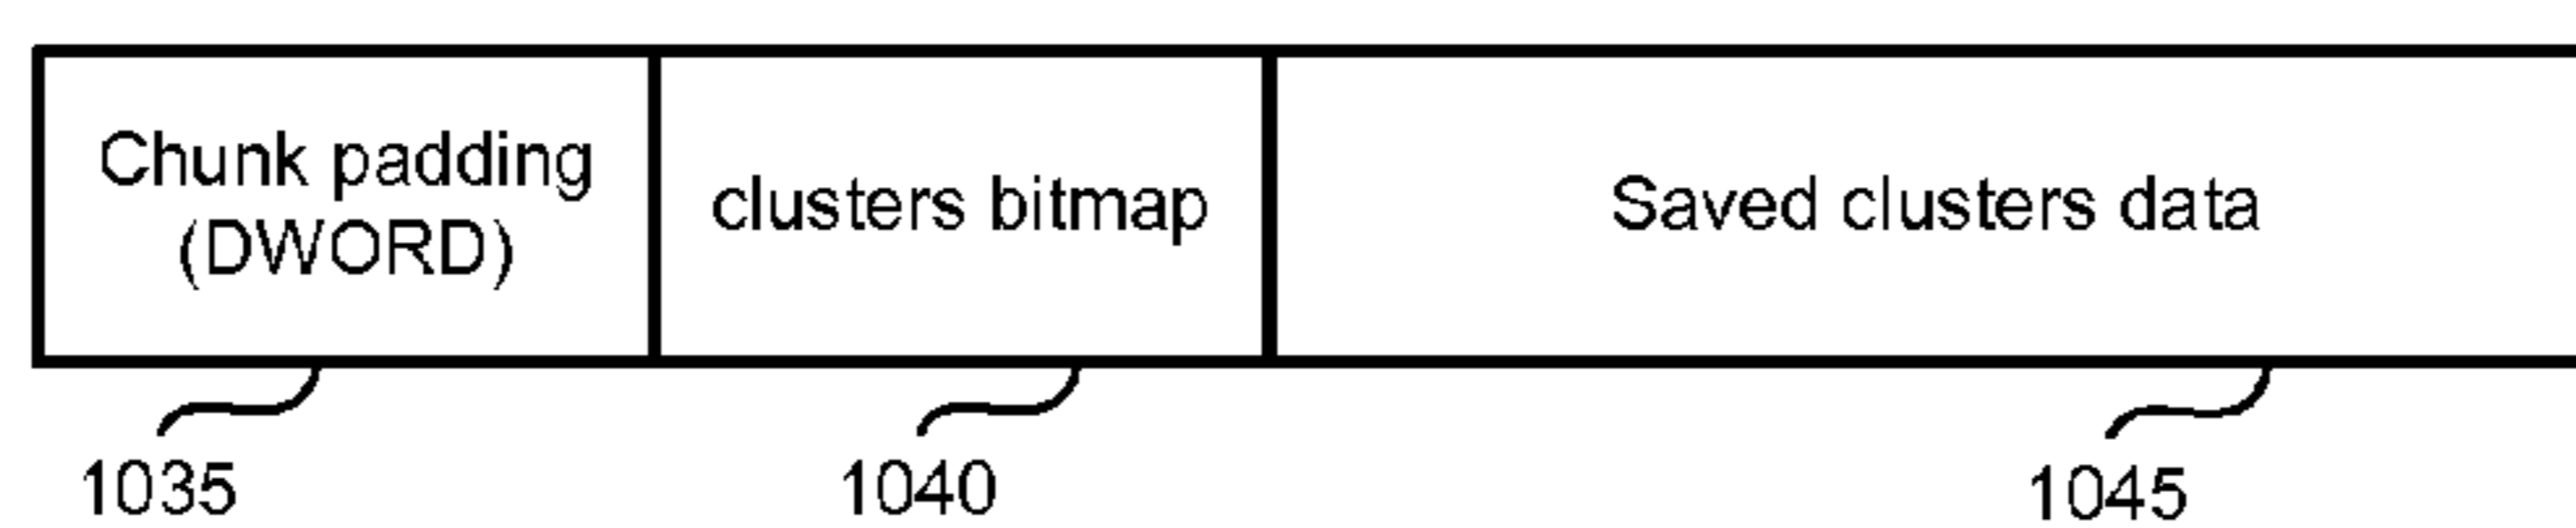 Chunk padding
(DWORD)
clusters bitmap
Saved clusters data
1035
1040
1045